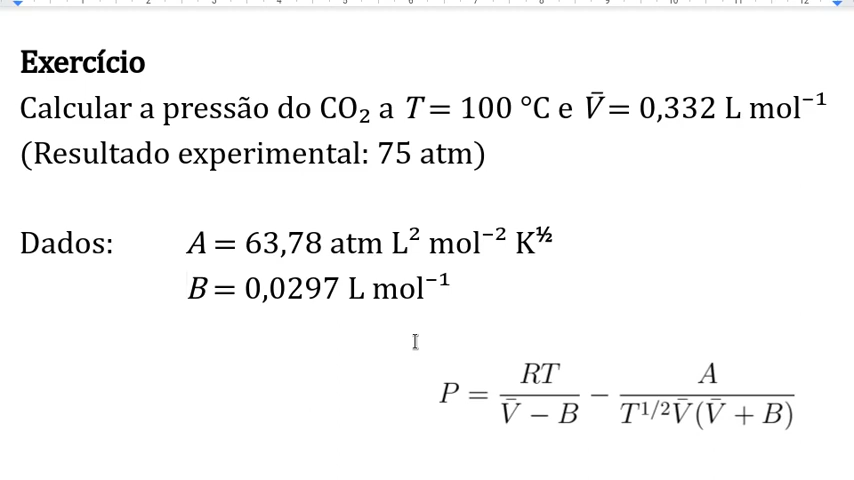 Exercício
Calcular a pressão do CO₂ a T = 100 °C e V̄ = 0,332 L mol⁻¹
(Resultado experimental: 75 atm)
Dados: A = 63,78 atm L² mol⁻² K^½
B = 0,0297 L mol⁻¹
P = RT / (V̄ − B) − A / (T^1/2 V̄(V̄ + B))